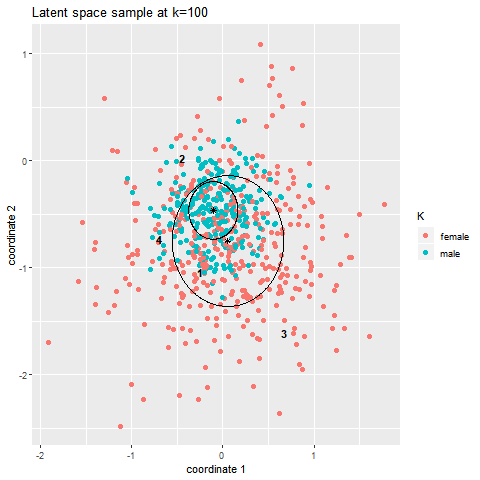 Latent space sample at k=100
coordinate 2
1
0
-1
-2
2
4
1
3
*
*
-2
-1
0
1
coordinate 1
K
female
male